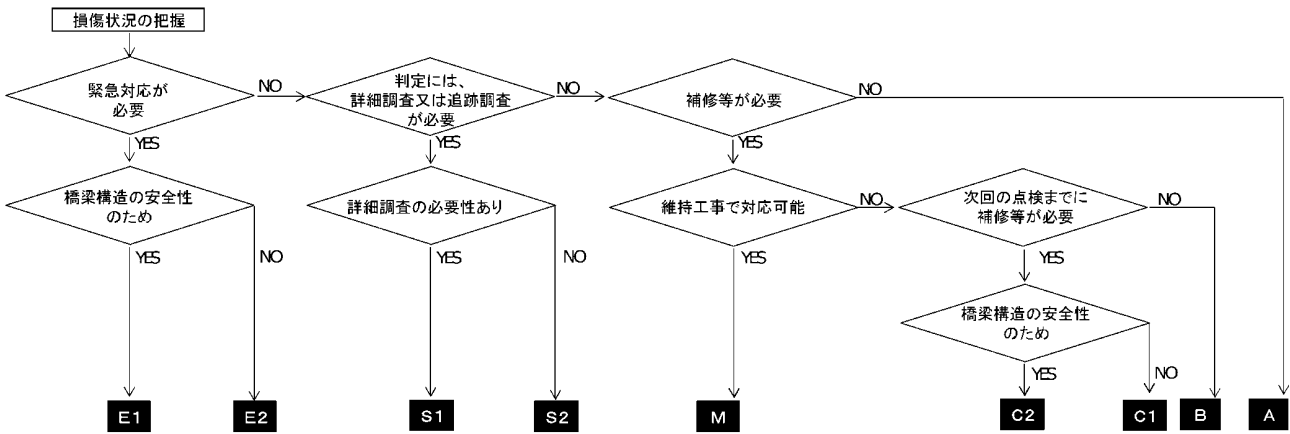 損傷状況の把握
緊急対応が
必要
NO
判定には、
詳細調査又は追跡調査
が必要
NO
補修等が必要
NO
YES
YES
YES
橋梁構造の安全性
のため
詳細調査の必要性あり
維持工事で対応可能
NO
次回の点検までに
補修等が必要
NO
YES
NO
YES
NO
YES
YES
橋梁構造の安全性
のため
YES
NO
E1
E2
S1
S2
M
C2
C1
B
A